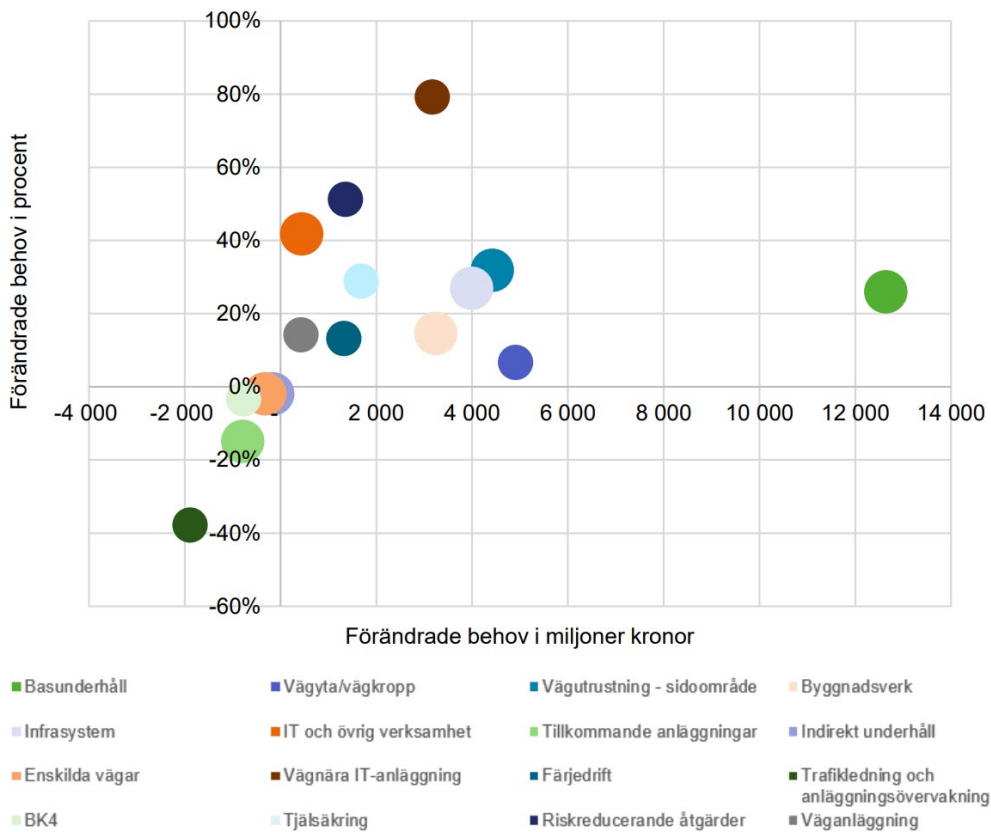 100%
80%
60%
40%
20%
0%
-20%
-40%
-60%
-4 000 -2 000 - 2 000 4 000 6 000 8 000 10 000 12 000 14 000
Förändrade behov i procent
Förändrade behov i miljoner kronor
Basunderhåll Vägyta/vägkropp Vägutrustning - sidoområde Byggnadsverk
Infrasystem IT och övrig verksamhet Tillkommande anläggningar Indirekt underhåll
Enskilda vägar Vägnära IT-anläggning Färjedrift Trafikledning och
anläggningsövervakning
BK4 Tjälsäkring Riskreducerande åtgärder Väganläggning